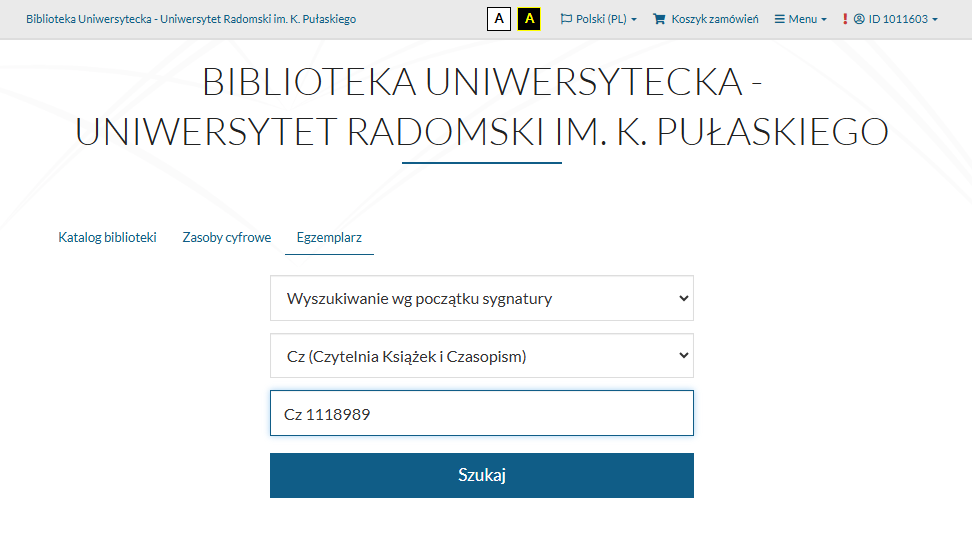 Biblioteka Uniwersytecka - Uniwersytet Radomski im. K. Pułaskiego A A Polski (PL) Koszyk zamówień Menu ID 1011603
BIBLIOTEKA UNIWERSYTECKA -
UNIWERSYTET RADOMSKI IM. K. PUŁASKIEGO
Katalog biblioteki Zasoby cyfrowe Egzemplarz
Wyszukiwanie wg początku sygnatury
Cz (Czytelnia Książek i Czasopism)
Cz 1118989
Szukaj